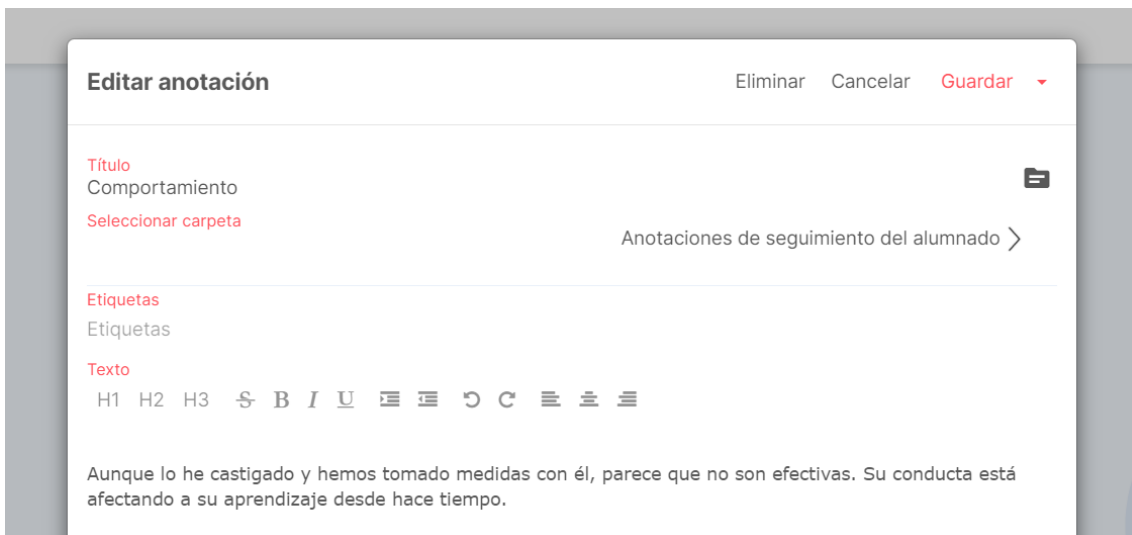 Editar anotación
Eliminar Cancelar Guardar
Título
Comportamiento
Seleccionar carpeta
Anotaciones de seguimiento del alumnado
Etiquetas
Etiquetas
Texto
H1 H2 H3 S B I U
Aunque lo he castigado y hemos tomado medidas con él, parece que no son efectivas. Su conducta está
afectando a su aprendizaje desde hace tiempo.